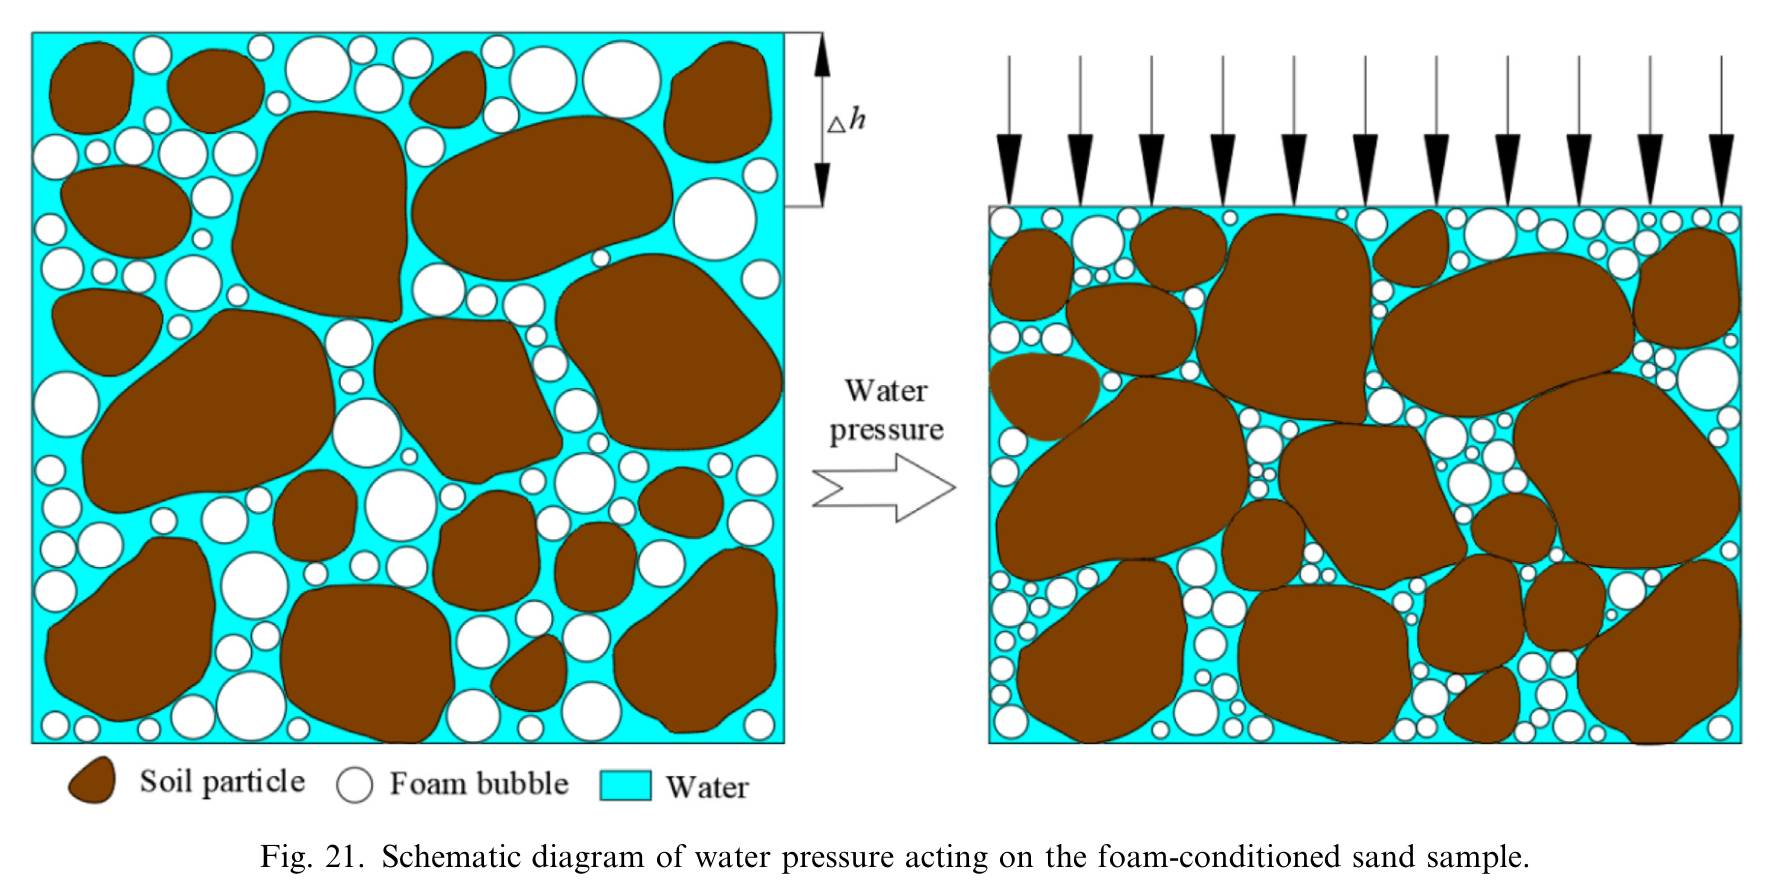 △h
Water
pressure
Soil particle
Foam bubble
Water
Fig. 21. Schematic diagram of water pressure acting on the foam-conditioned sand sample.